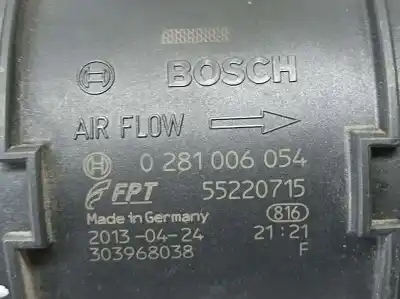 BOSCH
AIR FLOW
0 281 006 054
FPT 55220715
Made in Germany 816
2013-04-24 21:21
303968038 F